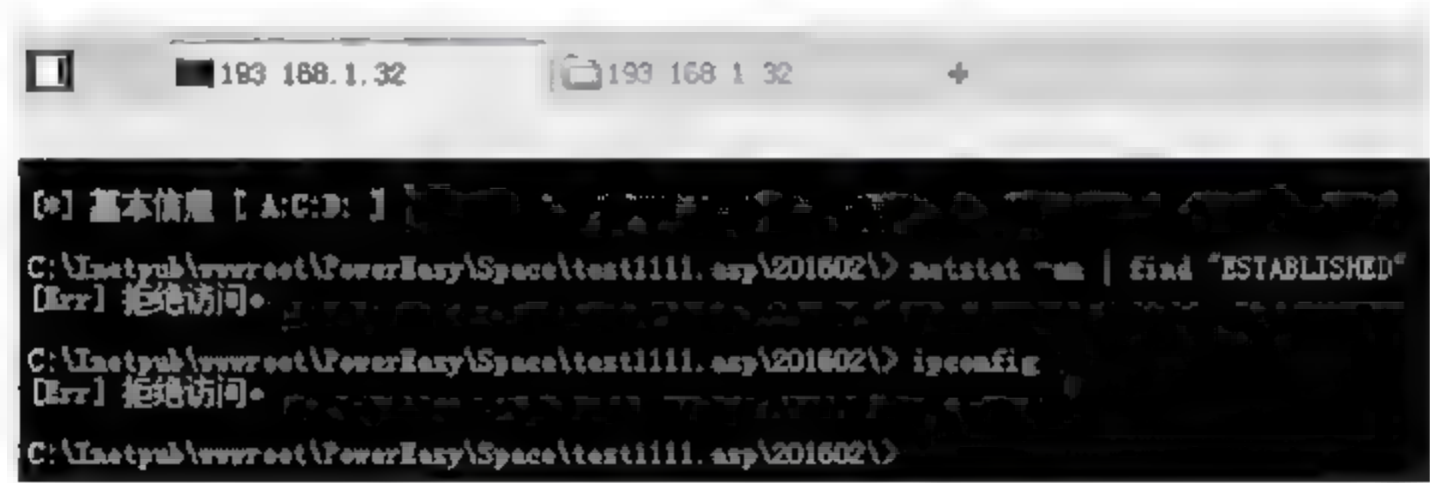 193.168.1.32 193 168 1 32 +
[*] 基本信息 [ A:C:D: ]
C:\Inetpub\wwwroot\PowerEasy\Space\test1111.asp\201602\> netstat -an | find "ESTABLISHED"
[Err] 拒绝访问。
C:\Inetpub\wwwroot\PowerEasy\Space\test1111.asp\201602\> ipconfig
[Err] 拒绝访问。
C:\Inetpub\wwwroot\PowerEasy\Space\test1111.asp\201602\>